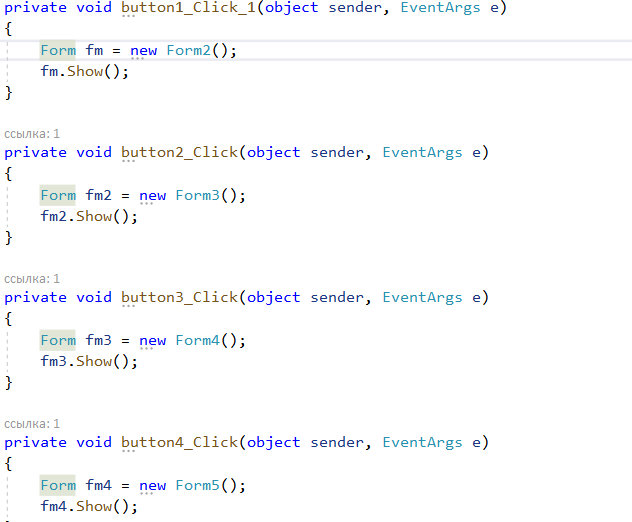 private void button1_Click_1(object sender, EventArgs e)
{
Form fm = new Form2();
fm.Show();
}
ссылка: 1
private void button2_Click(object sender, EventArgs e)
{
Form fm2 = new Form3();
fm2.Show();
}
ссылка: 1
private void button3_Click(object sender, EventArgs e)
{
Form fm3 = new Form4();
fm3.Show();
}
ссылка: 1
private void button4_Click(object sender, EventArgs e)
{
Form fm4 = new Form5();
fm4.Show();